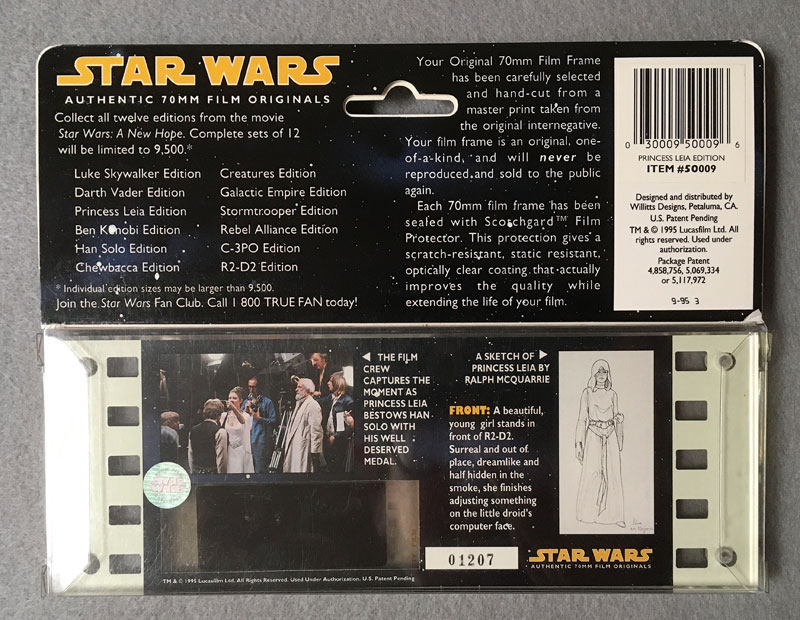 STAR WARS
AUTHENTIC 70MM FILM ORIGINALS
Collect all twelve editions from the movie
Star Wars: A New Hope. Complete sets of 12
will be limited to 9,500.*
Luke Skywalker Edition
Darth Vader Edition
Princess Leia Edition
Ben Kenobi Edition
Han Solo Edition
Chewbacca Edition
Creatures Edition
Galactic Empire Edition
Stormtrooper Edition
Rebel Alliance Edition
C-3PO Edition
R2-D2 Edition
* Individual edition sizes may be larger than 9,500.
Join the Star Wars Fan Club. Call 1 800 TRUE FAN today!
Your Original 70mm Film Frame
has been carefully selected
and hand-cut from a
master print taken from
the original internegative.
Your film frame is an original, one-
of-a-kind, and will never be
reproduced and sold to the public
again.
Each 70mm film frame has been
sealed with Scotchgard™ Film
Protector. This protection gives a
scratch-resistant, static resistant,
optically clear coating that actually
improves the quality while
extending the life of your film.
0 30009 50009 6
PRINCESS LEIA EDITION
ITEM #50009
Designed and distributed by
Willitts Designs, Petaluma, CA.
U.S. Patent Pending
TM & © 1995 Lucasfilm Ltd. All
rights reserved. Used under
authorization.
Package Patent
4,858,756, 5,069,334
or 5,117,972
9-95 3
◀ THE FILM
CREW
CAPTURES THE
MOMENT AS
PRINCESS LEIA
BESTOWS HAN
SOLO WITH
HIS WELL
DESERVED
MEDAL.
A SKETCH OF ▶
PRINCESS LEIA BY
RALPH MCQUARRIE
FRONT: A beautiful,
young girl stands in
front of R2-D2.
Surreal and out of
place, dreamlike and
half hidden in the
smoke, she finishes
adjusting something
on the little droid's
computer face.
STAR
WARS
01207
STAR WARS
AUTHENTIC 70MM FILM ORIGINALS
TM & © 1995 Lucasfilm Ltd. All Rights Reserved. Used Under Authorization. U.S. Patent Pending